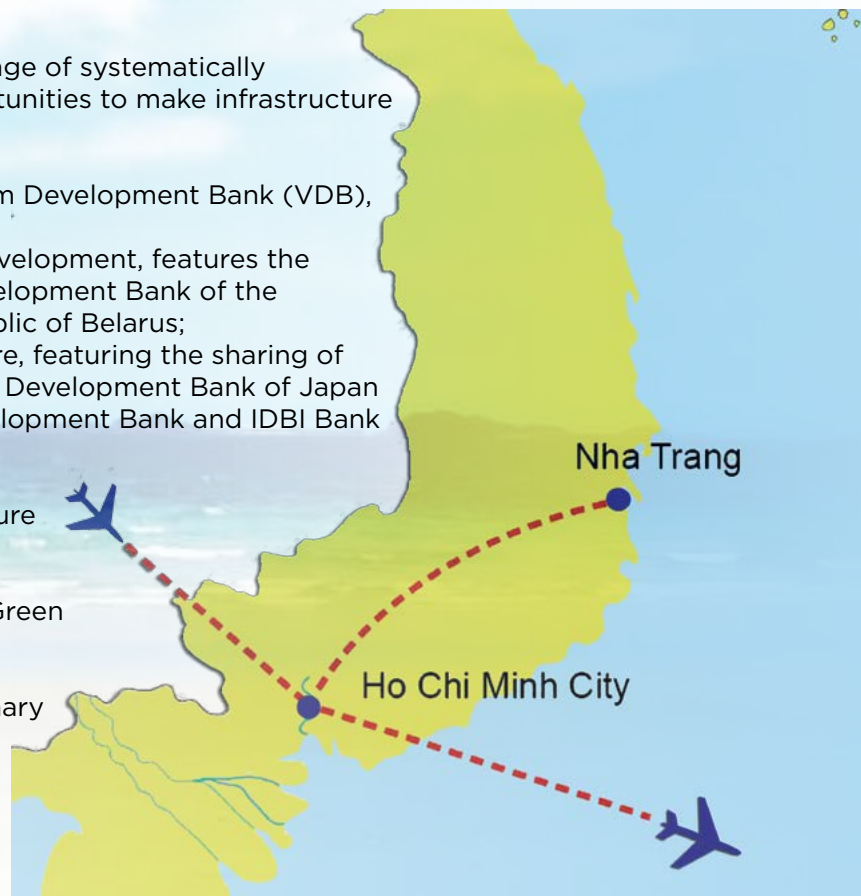 age of systematically
tunities to make infrastructure
m Development Bank (VDB),
velopment, features the
elopment Bank of the
blic of Belarus;
re, featuring the sharing of
Development Bank of Japan
lopment Bank and IDBI Bank
Nha Trang
ure
Green
Ho Chi Minh City
nary